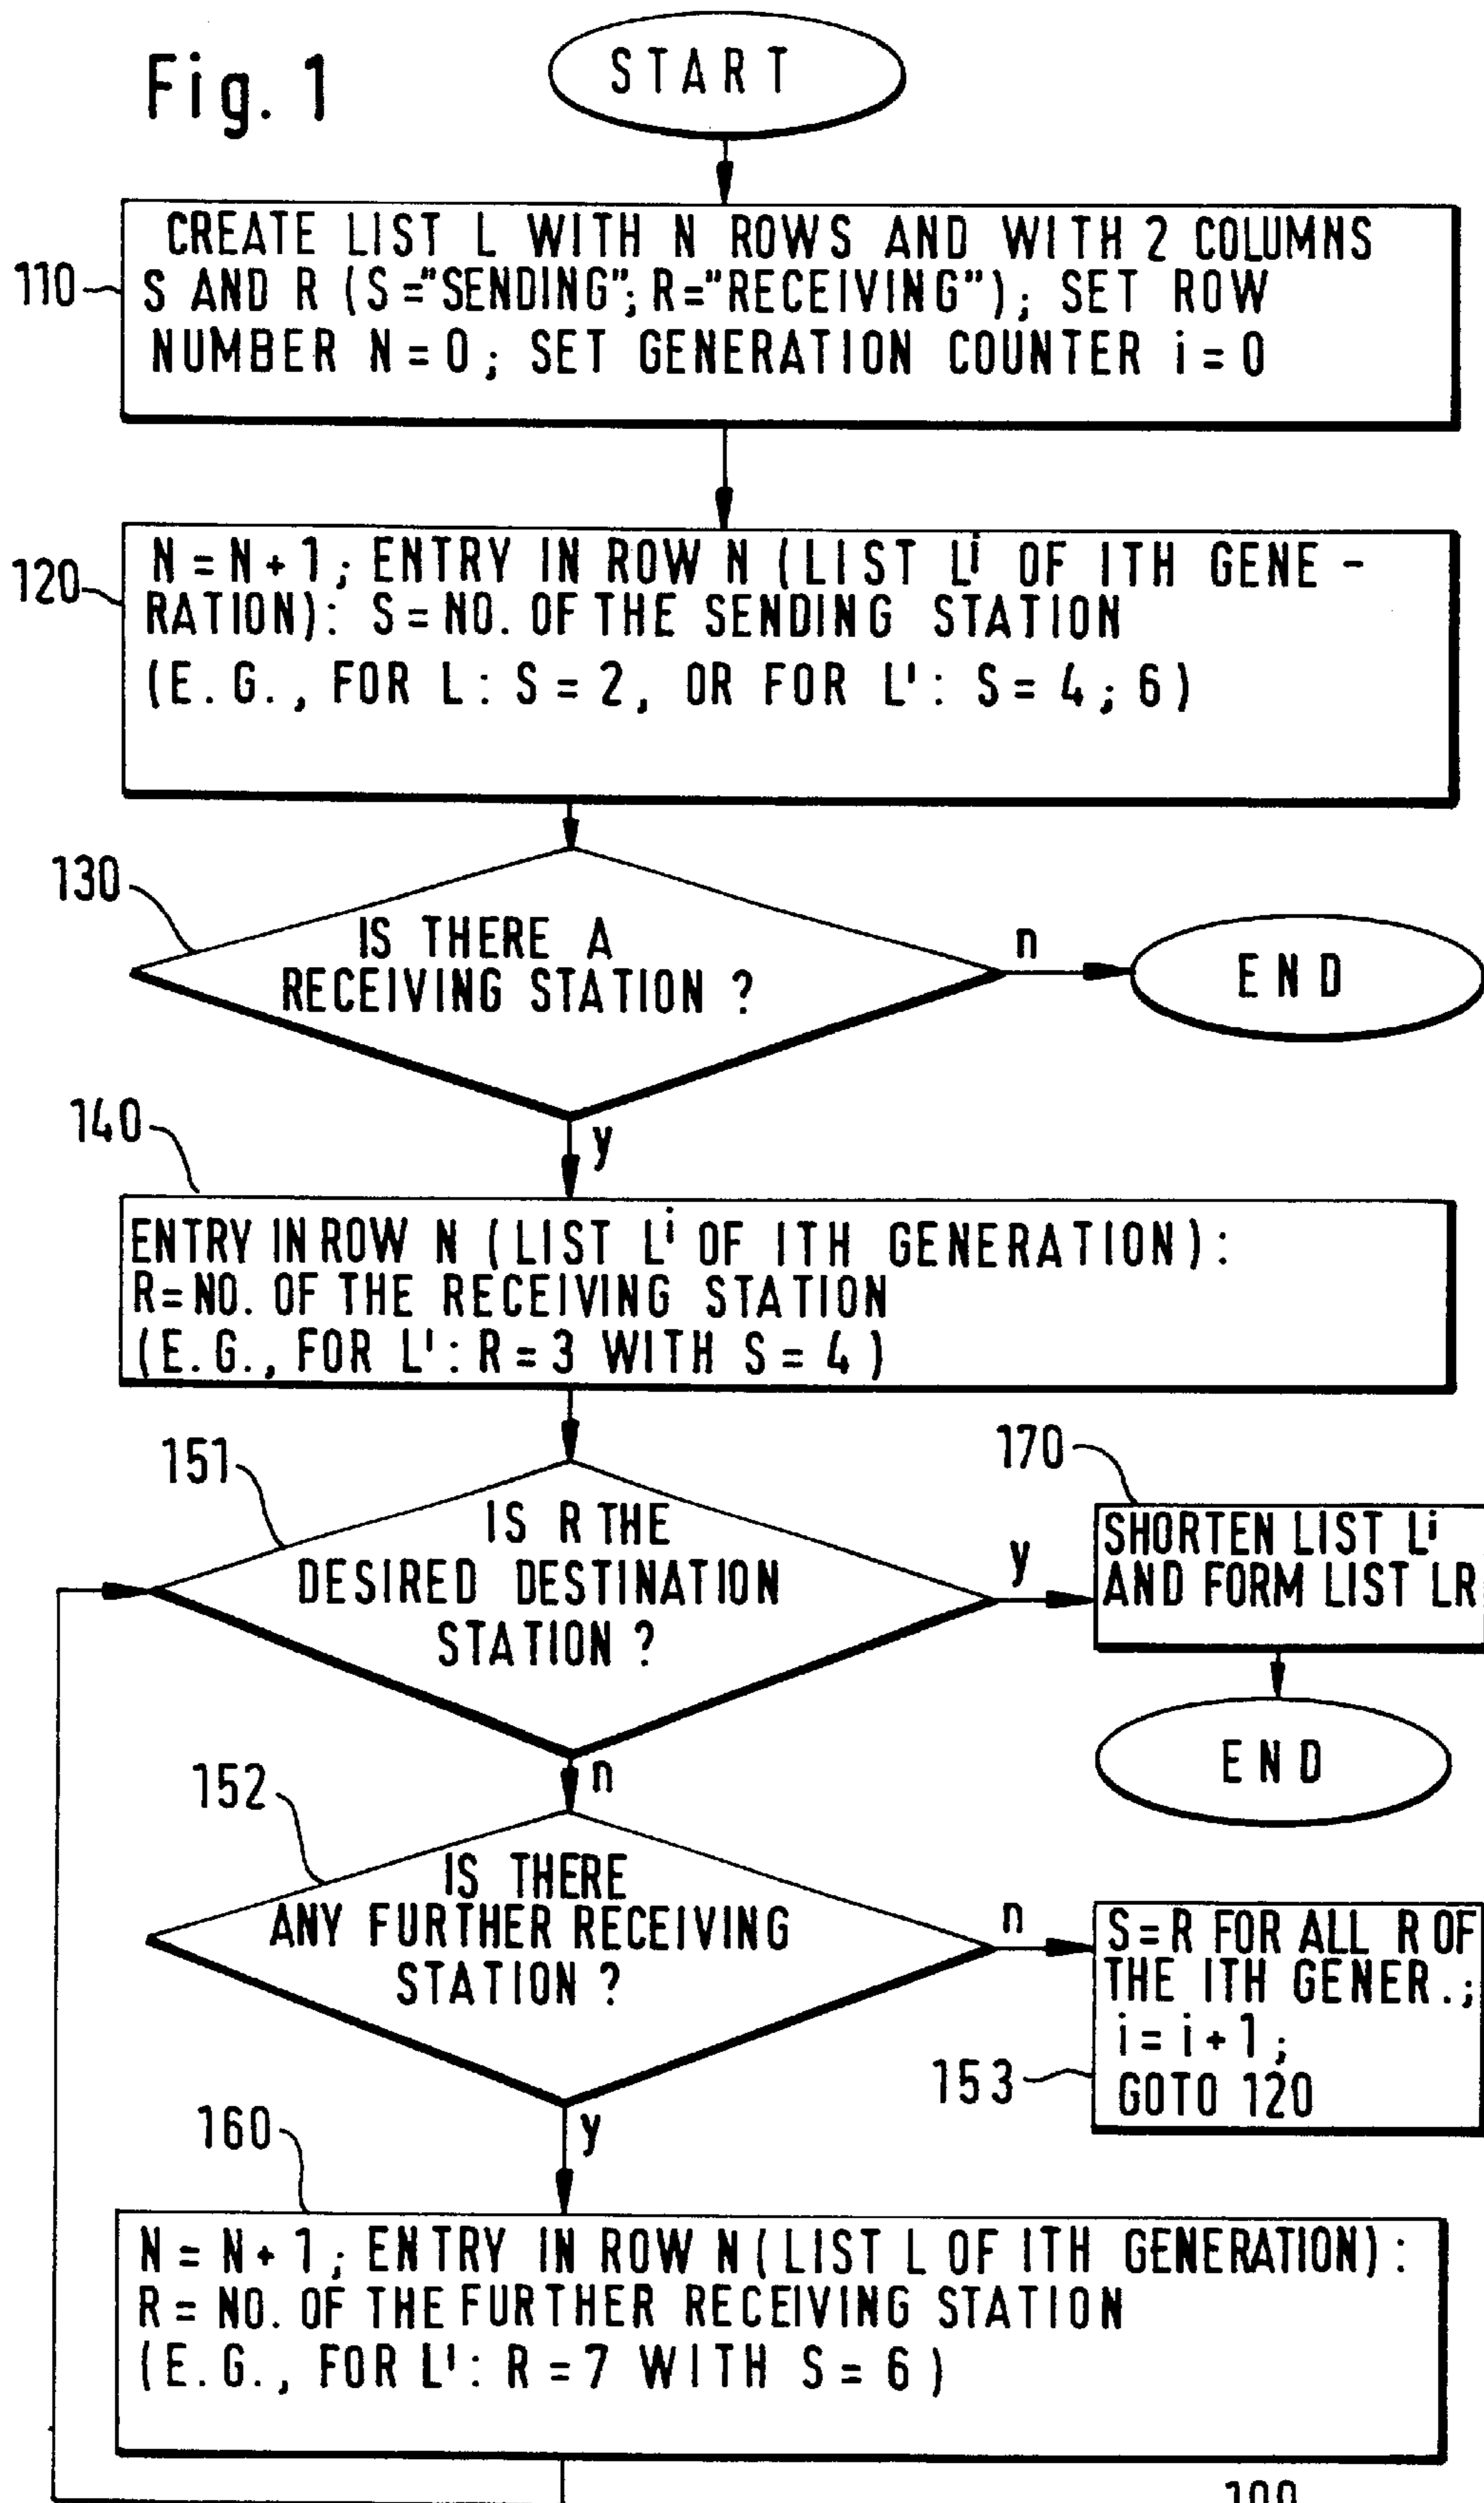 Fig. 1
START
110
CREATE LIST L WITH N ROWS AND WITH 2 COLUMNS
S AND R (S="SENDING"; R="RECEIVING"); SET ROW
NUMBER N=0; SET GENERATION COUNTER i=0
120
N=N+1; ENTRY IN ROW N (LIST Lⁱ OF ITH GENE-
RATION): S=NO. OF THE SENDING STATION
(E.G., FOR L: S=2, OR FOR L': S=4;6)
130
IS THERE A
RECEIVING STATION?
n
END
y
140
ENTRY IN ROW N (LIST Lⁱ OF ITH GENERATION):
R=NO. OF THE RECEIVING STATION
(E.G., FOR L': R=3 WITH S=4)
151
IS R THE
DESIRED DESTINATION
STATION?
y
170
SHORTEN LIST Lⁱ
AND FORM LIST LR
END
n
152
IS THERE
ANY FURTHER RECEIVING
STATION?
n
S=R FOR ALL R OF
THE ITH GENER.;
i=i+1;
GOTO 120
153
y
160
N=N+1; ENTRY IN ROW N (LIST L OF ITH GENERATION):
R=NO. OF THE FURTHER RECEIVING STATION
(E.G., FOR L': R=7 WITH S=6)